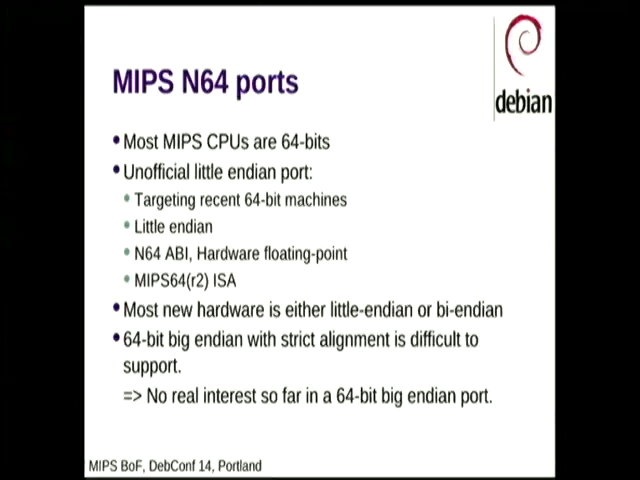 debian
MIPS N64 ports
•Most MIPS CPUs are 64-bits
•Unofficial little endian port:
•Targeting recent 64-bit machines
•Little endian
•N64 ABI, Hardware floating-point
•MIPS64(r2) ISA
•Most new hardware is either little-endian or bi-endian
•64-bit big endian with strict alignment is difficult to
support.
=> No real interest so far in a 64-bit big endian port.
MIPS BoF, DebConf 14, Portland